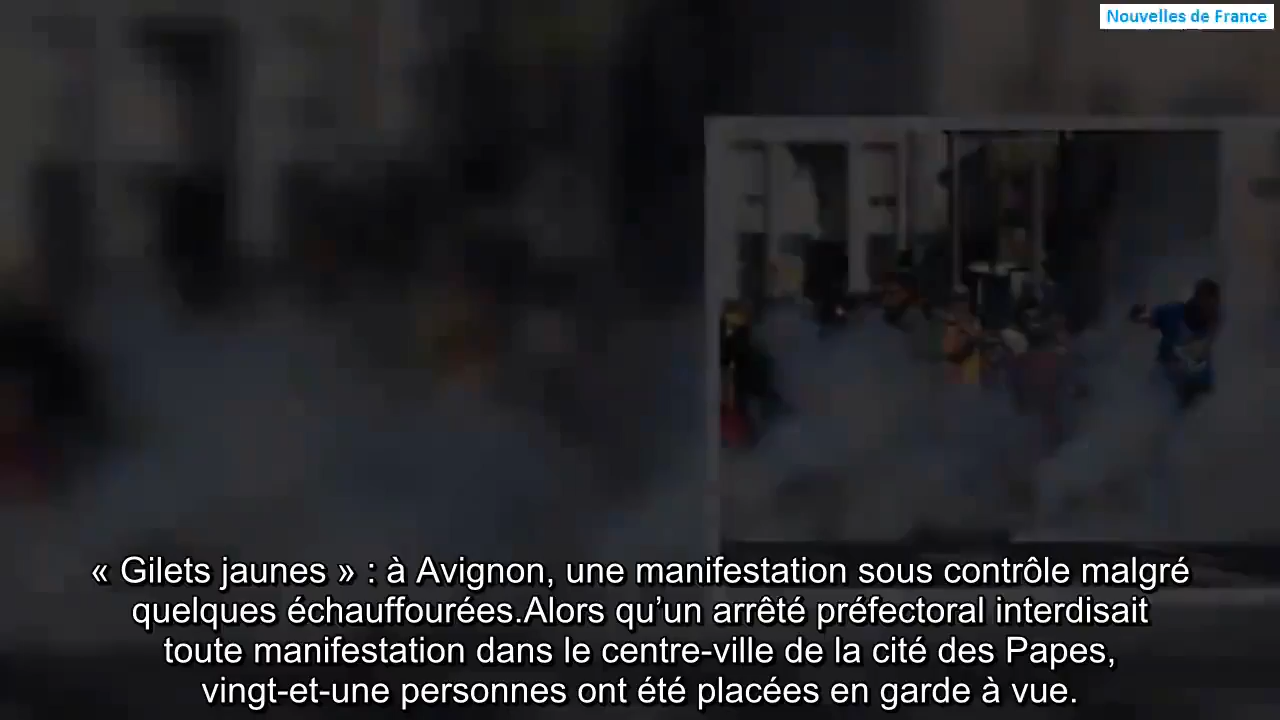 Nouvelles de France
« Gilets jaunes » : à Avignon, une manifestation sous contrôle malgré
quelques échauffourées.Alors qu’un arrêté préfectoral interdisait
toute manifestation dans le centre-ville de la cité des Papes,
vingt-et-une personnes ont été placées en garde à vue.